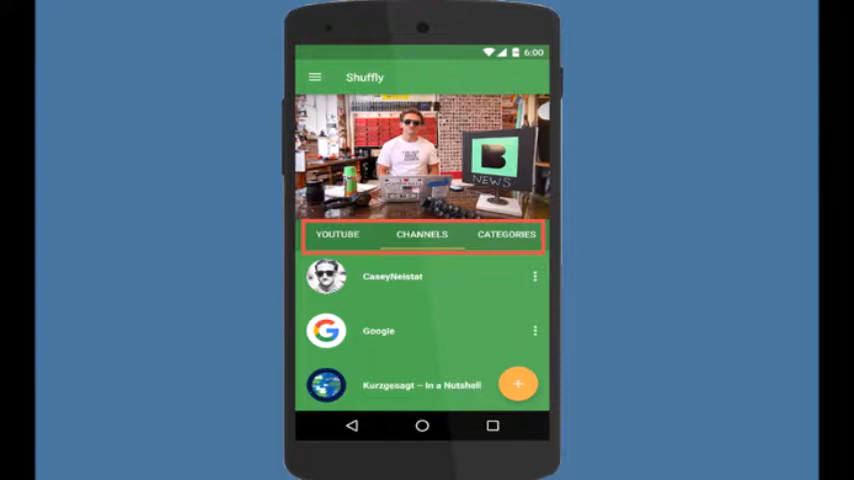 6:00
Shuffly
NEWS
YOUTUBE CHANNELS CATEGORIES
CaseyNeistat
Google
Kurzgesagt – In a Nutshell